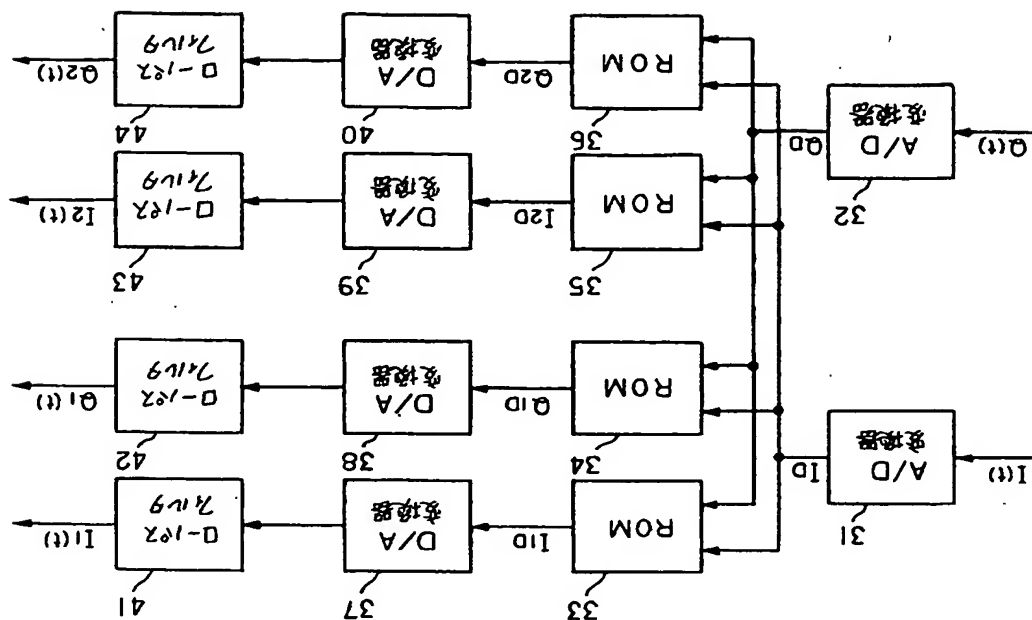 33
37
41
ROM
I1D
D/A
変換器
ローパス
フィルタ
I1(t)
31
I(t)
A/D
変換器
ID
34
38
42
ROM
Q1D
D/A
変換器
ローパス
フィルタ
Q1(t)
35
39
43
ROM
I2D
D/A
変換器
ローパス
フィルタ
I2(t)
32
Q(t)
A/D
変換器
QD
36
40
44
ROM
Q2D
D/A
変換器
ローパス
フィルタ
Q2(t)